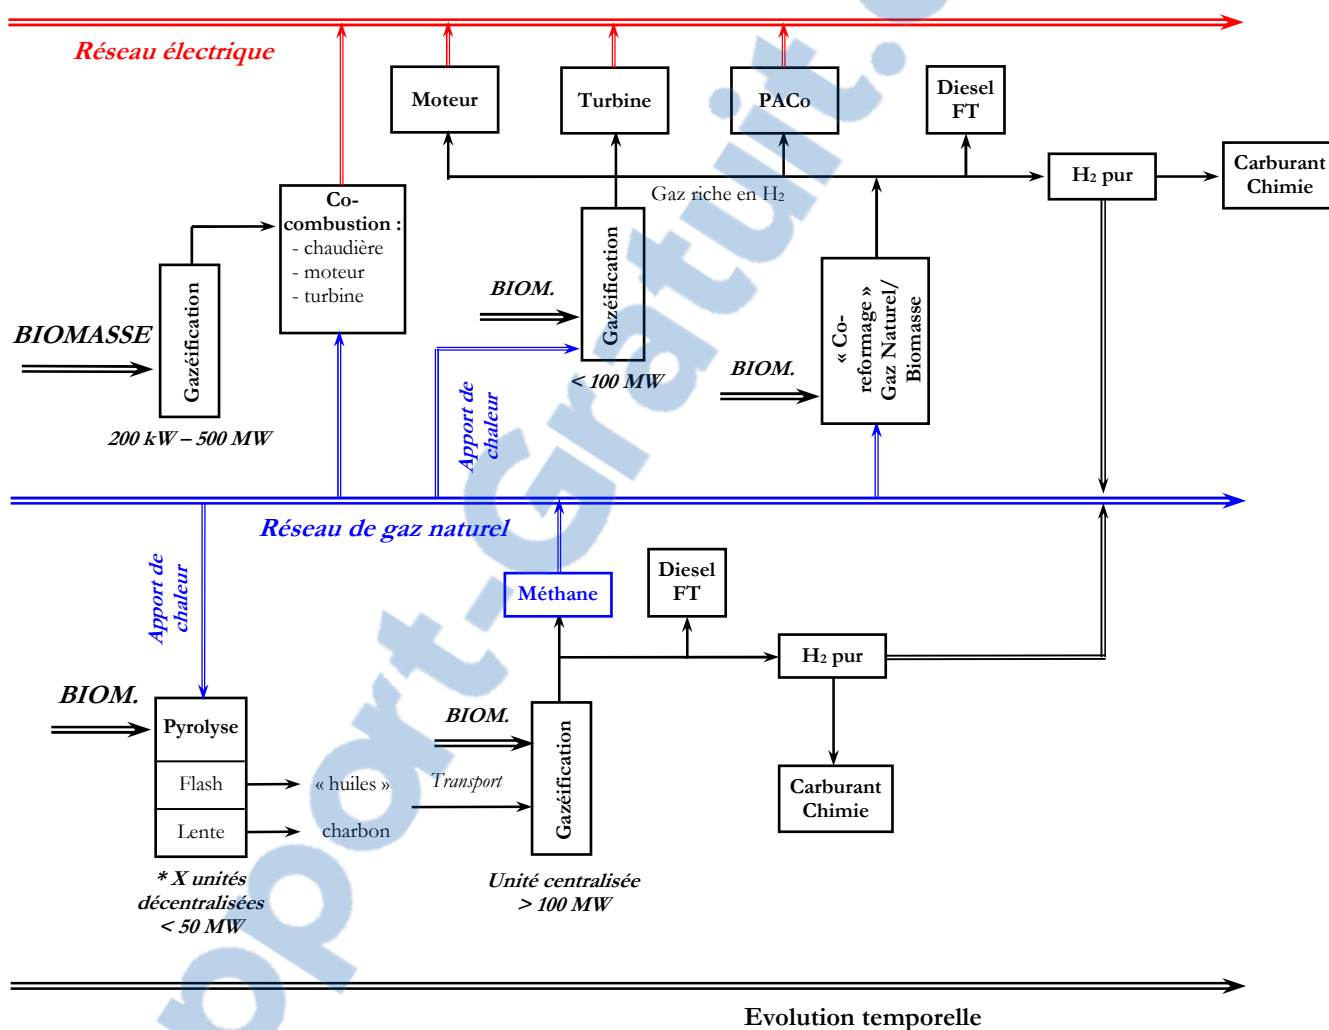 Réseau électrique
Moteur
Turbine
PACo
Diesel
FT
H₂ pur
Carburant
Chimie
Gaz riche en H₂
Co-
combustion :
- chaudière
- moteur
- turbine
BIOMASSE
Gazéification
200 kW – 500 MW
BIOM.
Gazéification
< 100 MW
Apport de
chaleur
BIOM.
« Co-
reformage »
Gaz Naturel/
Biomasse
Réseau de gaz naturel
Apport de
chaleur
Méthane
Diesel
FT
H₂ pur
Carburant
Chimie
BIOM.
Pyrolyse
Flash
« huiles »
Lente
charbon
Transport
BIOM.
Gazéification
* X unités
décentralisées
< 50 MW
Unité centralisée
> 100 MW
Evolution temporelle
pport-Gratuit.